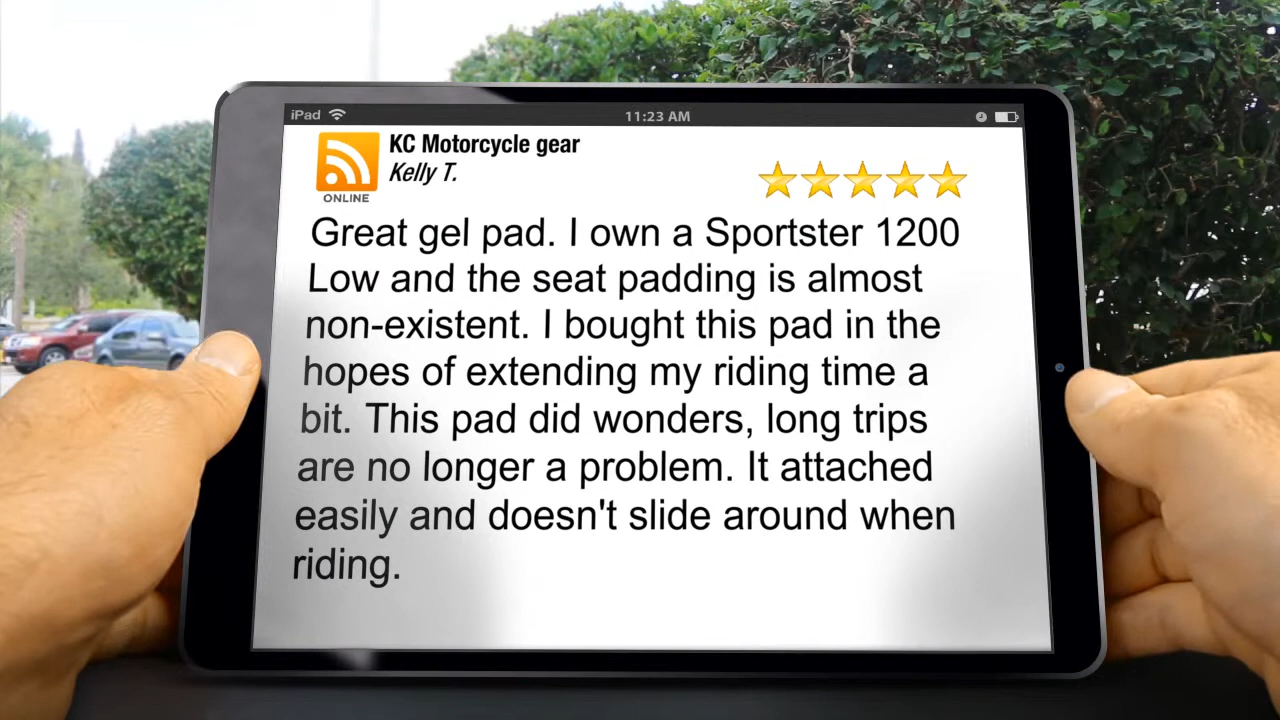 iPad 11:23 AM
KC Motorcycle gear
Kelly T.
ONLINE
Great gel pad. I own a Sportster 1200
Low and the seat padding is almost
non-existent. I bought this pad in the
hopes of extending my riding time a
bit. This pad did wonders, long trips
are no longer a problem. It attached
easily and doesn't slide around when
riding.